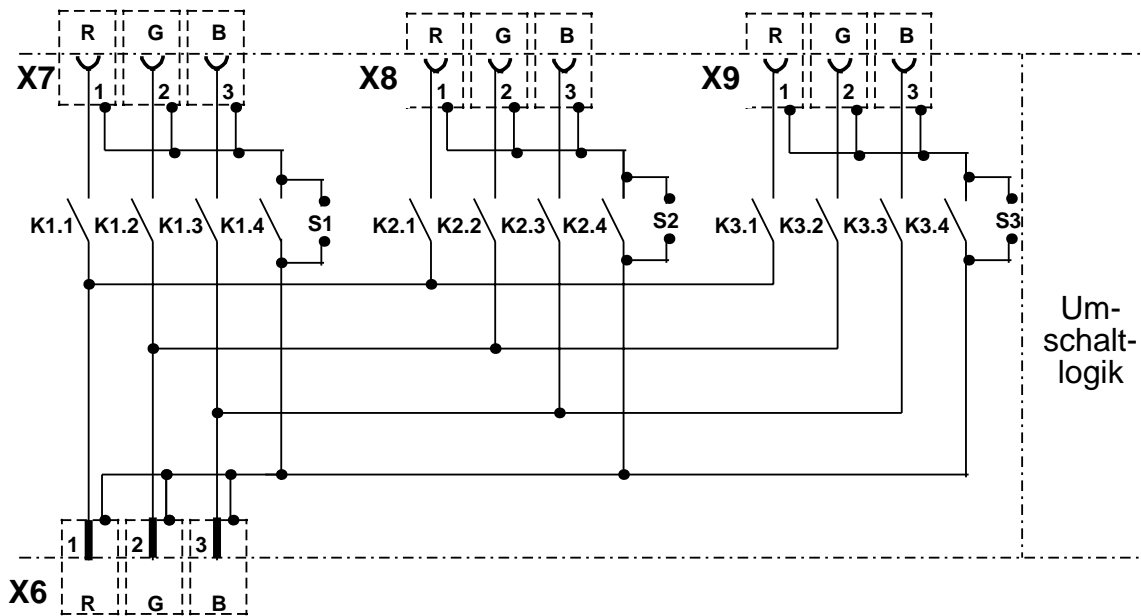 R G B R G B R G B
X7 X8 X9
1 2 3 1 2 3 1 2 3
K1.1 K1.2 K1.3 K1.4 S1 K2.1 K2.2 K2.3 K2.4 S2 K3.1 K3.2 K3.3 K3.4 S3
Um-
schalt-
logik
1 2 3
X6
R G B